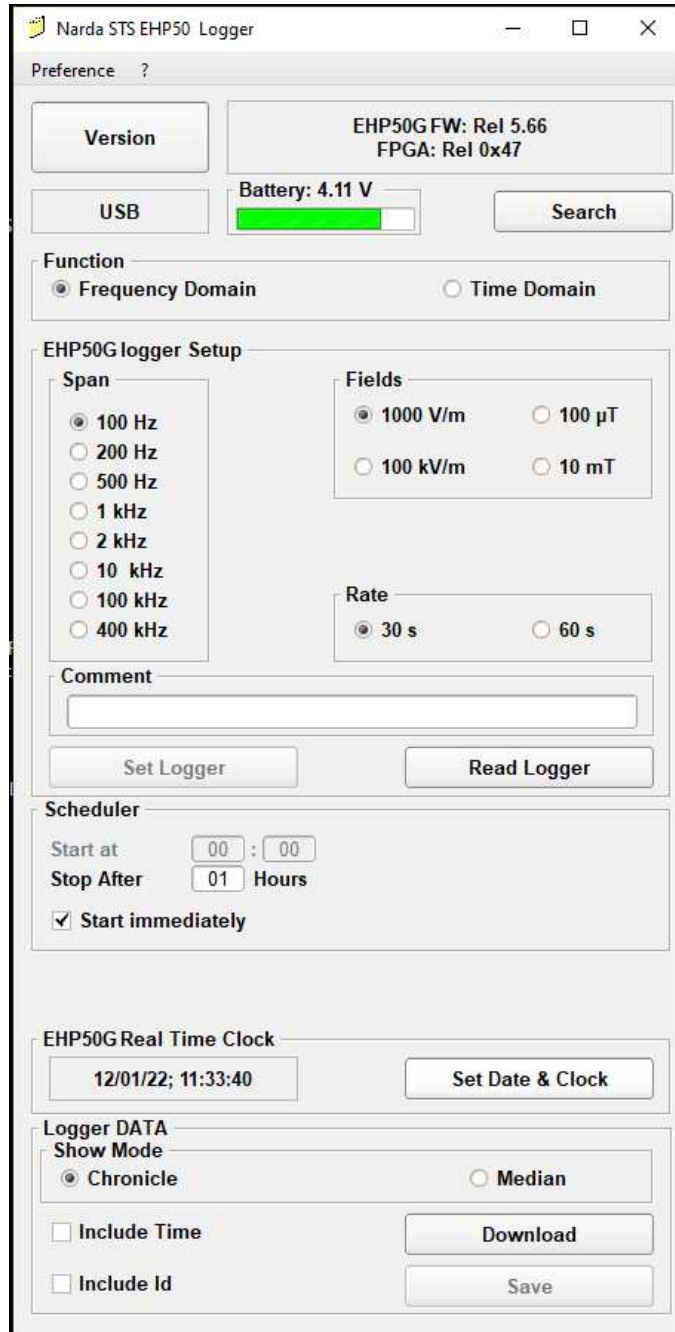 Narda STS EHP50 Logger
Preference ?
Version
EHP50G FW: Rel 5.66
FPGA: Rel 0x47
USB
Battery: 4.11 V
Search
Function
Frequency Domain
Time Domain
EHP50G logger Setup
Span
100 Hz
200 Hz
500 Hz
1 kHz
2 kHz
10 kHz
100 kHz
400 kHz
Fields
1000 V/m
100 µT
100 kV/m
10 mT
Rate
30 s
60 s
Comment
Set Logger
Read Logger
Scheduler
Start at 00 : 00
Stop After 01 Hours
Start immediately
EHP50G Real Time Clock
12/01/22; 11:33:40
Set Date & Clock
Logger DATA
Show Mode
Chronicle
Median
Include Time
Download
Include Id
Save